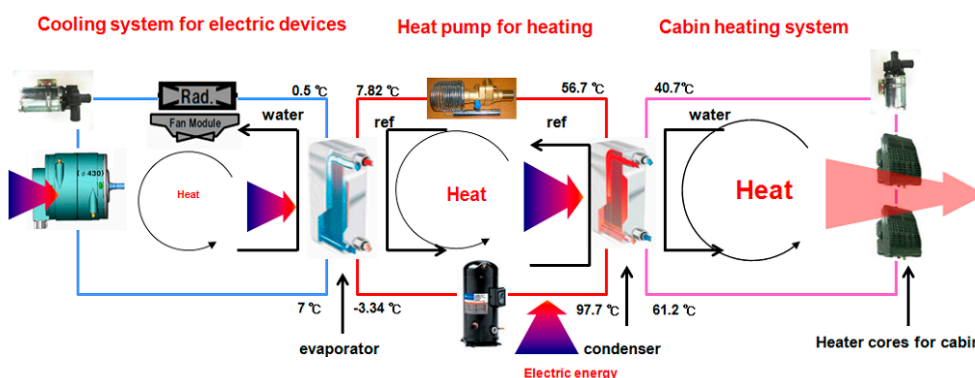 Cooling system for electric devices
Heat pump for heating
Cabin heating system
Rad.
Fan Module
0.5 ℃
7.82 ℃
56.7 ℃
40.7℃
water
ref
ref
water
(ø430)
Heat
Heat
Heat
7 ℃
-3.34 ℃
97.7 ℃
61.2 ℃
evaporator
condenser
Heater cores for cabin
Electric energy